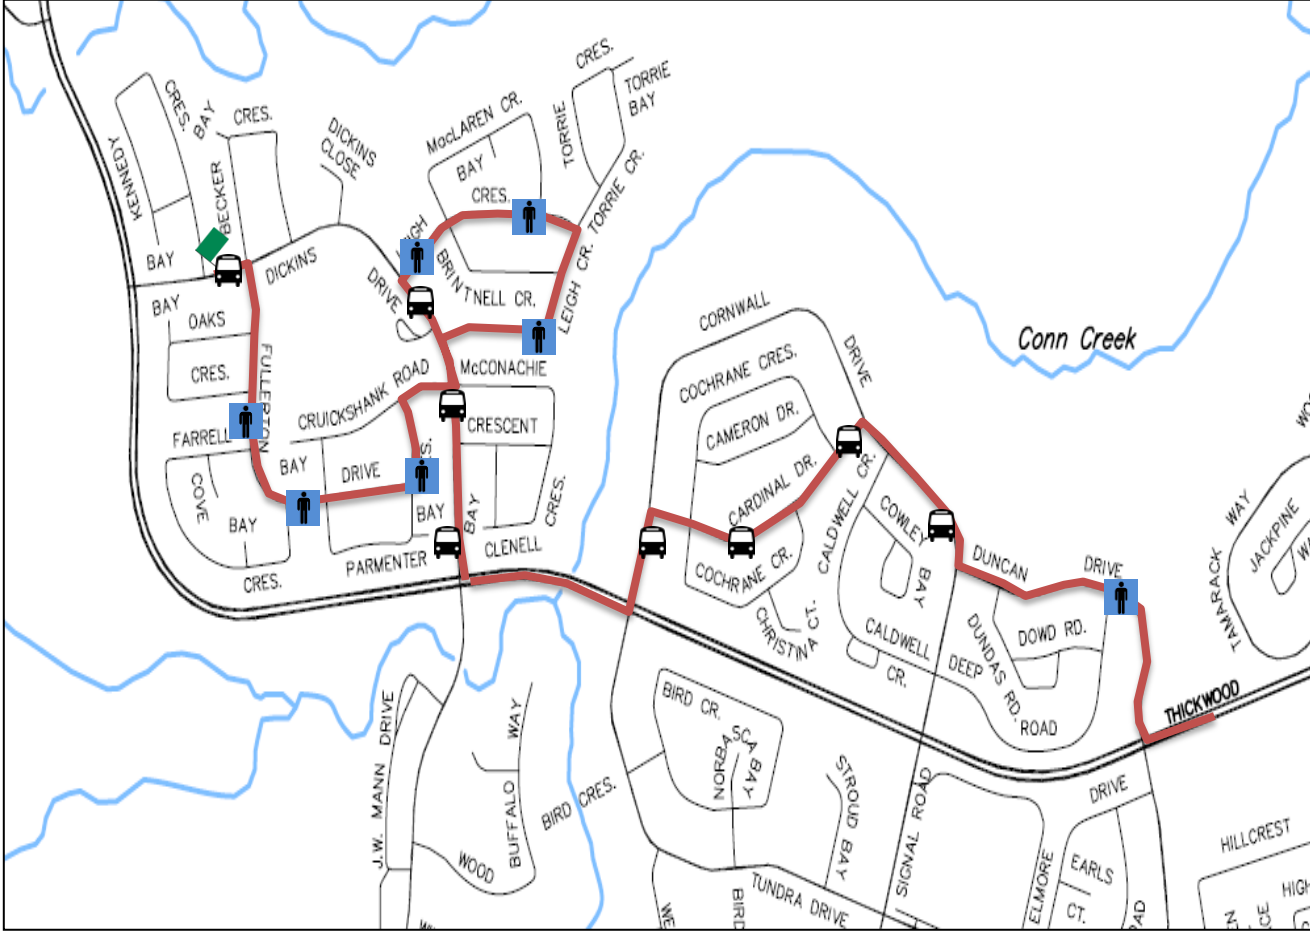 CRES.
TORRIE
BAY
CRES.
BAY
CRES.
MacLAREN CR.
DICKINS
CLOSE
TORRIE
KENNEDY
BAY
CRES.
BECKER
TORRIE CR.
BAY
DICKINS
DRIVE
BRINTNELL CR.
LEIGH CR.
BAY
OAKS
CORNWALL
Conn Creek
DRIVE
CRES.
FULLERTON
CRUICKSHANK ROAD
McCONACHIE
COCHRANE CRES.
CAMERON DR.
FARRELL
CRESCENT
BAY
DRIVE
CARDINAL DR.
CALDWELL CR.
COVE
BAY
BAY
BAY
CRES.
COWLEY
BAY
WAY
JACKPINE
TAMARACK
CLENELL
PARMENTER
CRES.
COCHRANE CR.
DUNCAN
DRIVE
CHRISTINA CT.
CALDWELL
CR.
DEEP
DUNDAS RD.
DOWD RD.
ROAD
THICKWOOD
BIRD CR.
NORBASCA BAY
J.W. MANN DRIVE
WAY
BUFFALO
BIRD CRES.
STROUD BAY
SIGNAL ROAD
DRIVE
HILLCREST
WOOD
TUNDRA DRIVE
BIRD
ELMORE
EARLS
CT.
HIGH